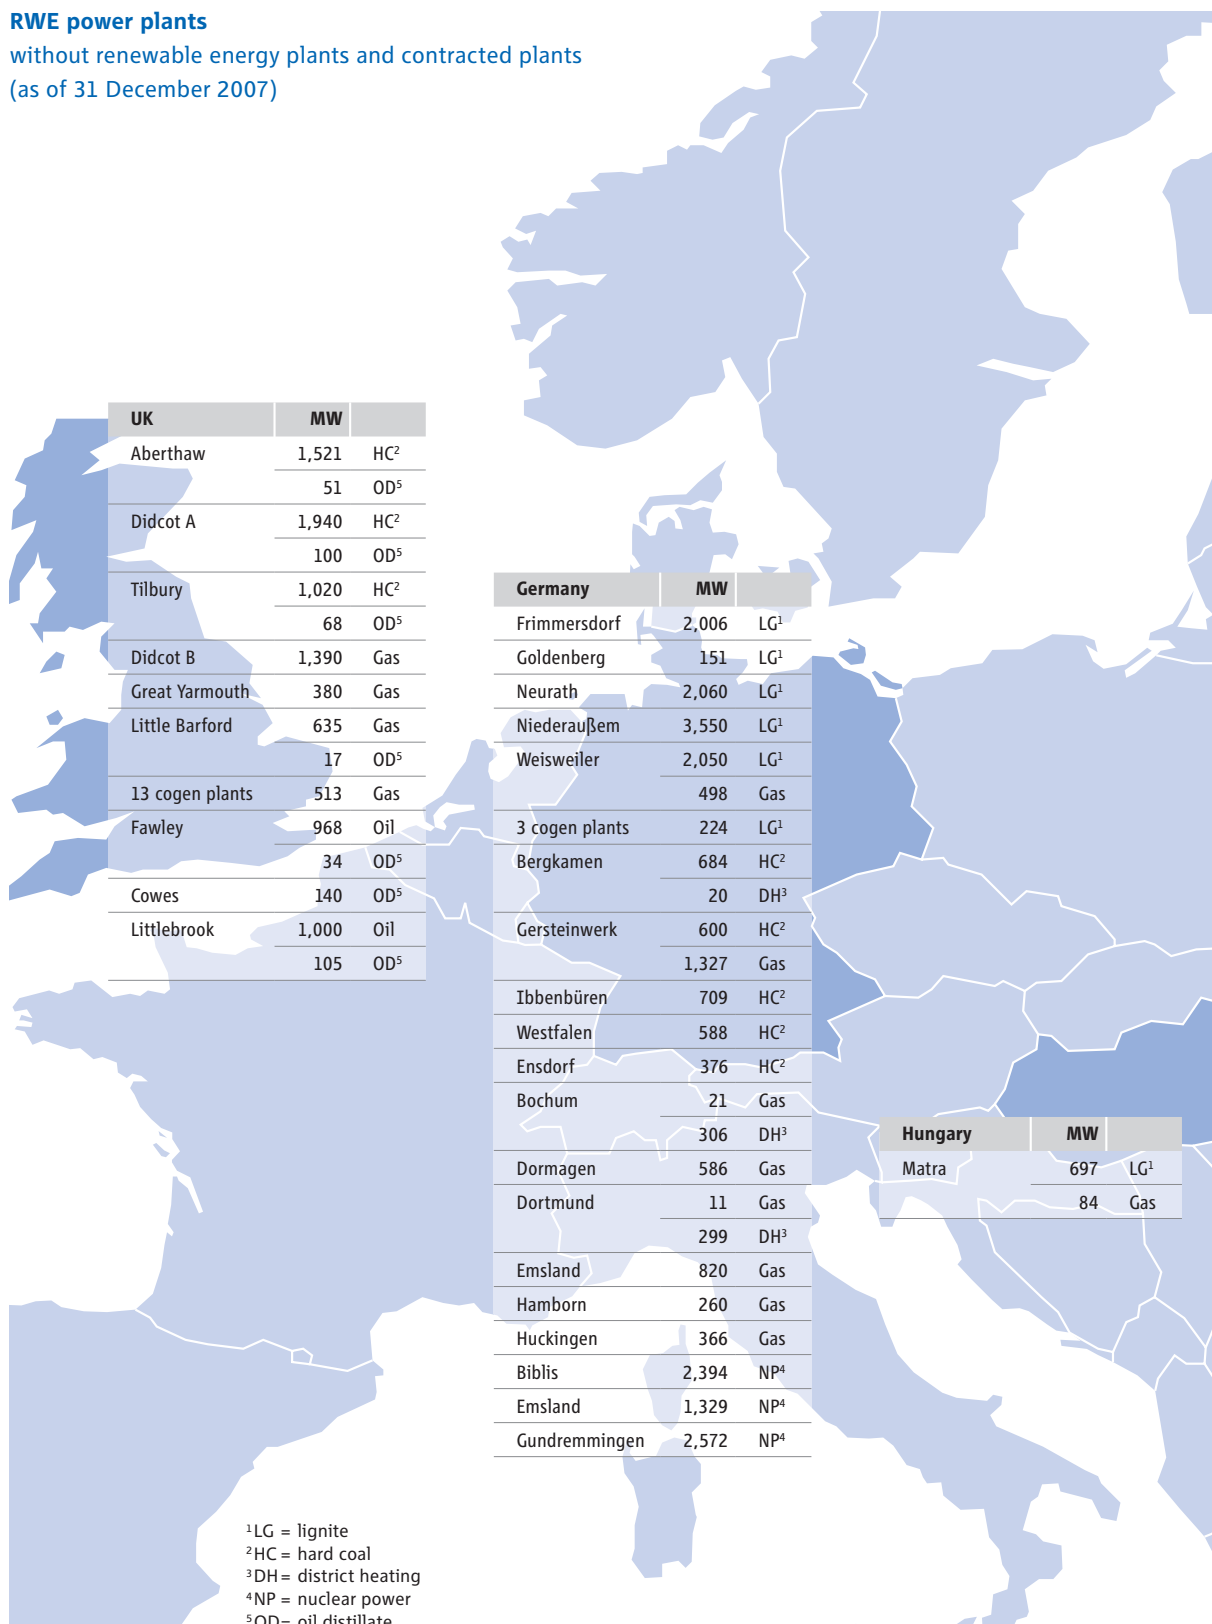 RWE power plants
without renewable energy plants and contracted plants
(as of 31 December 2007)
UK MW
Aberthaw 1,521 HC²
51 OD⁵
Didcot A 1,940 HC²
100 OD⁵
Tilbury 1,020 HC²
68 OD⁵
Didcot B 1,390 Gas
Great Yarmouth 380 Gas
Little Barford 635 Gas
17 OD⁵
13 cogen plants 513 Gas
Fawley 968 Oil
34 OD⁵
Cowes 140 OD⁵
Littlebrook 1,000 Oil
105 OD⁵
Germany MW
Frimmersdorf 2,006 LG¹
Goldenberg 151 LG¹
Neurath 2,060 LG¹
Niederaußem 3,550 LG¹
Weisweiler 2,050 LG¹
498 Gas
3 cogen plants 224 LG¹
Bergkamen 684 HC²
20 DH³
Gersteinwerk 600 HC²
1,327 Gas
Ibbenbüren 709 HC²
Westfalen 588 HC²
Ensdorf 376 HC²
Bochum 21 Gas
306 DH³
Dormagen 586 Gas
Dortmund 11 Gas
299 DH³
Emsland 820 Gas
Hamborn 260 Gas
Huckingen 366 Gas
Biblis 2,394 NP⁴
Emsland 1,329 NP⁴
Gundremmingen 2,572 NP⁴
Hungary MW
Matra 697 LG¹
84 Gas
¹LG = lignite
²HC = hard coal
³DH = district heating
⁴NP = nuclear power
⁵OD = oil distillate